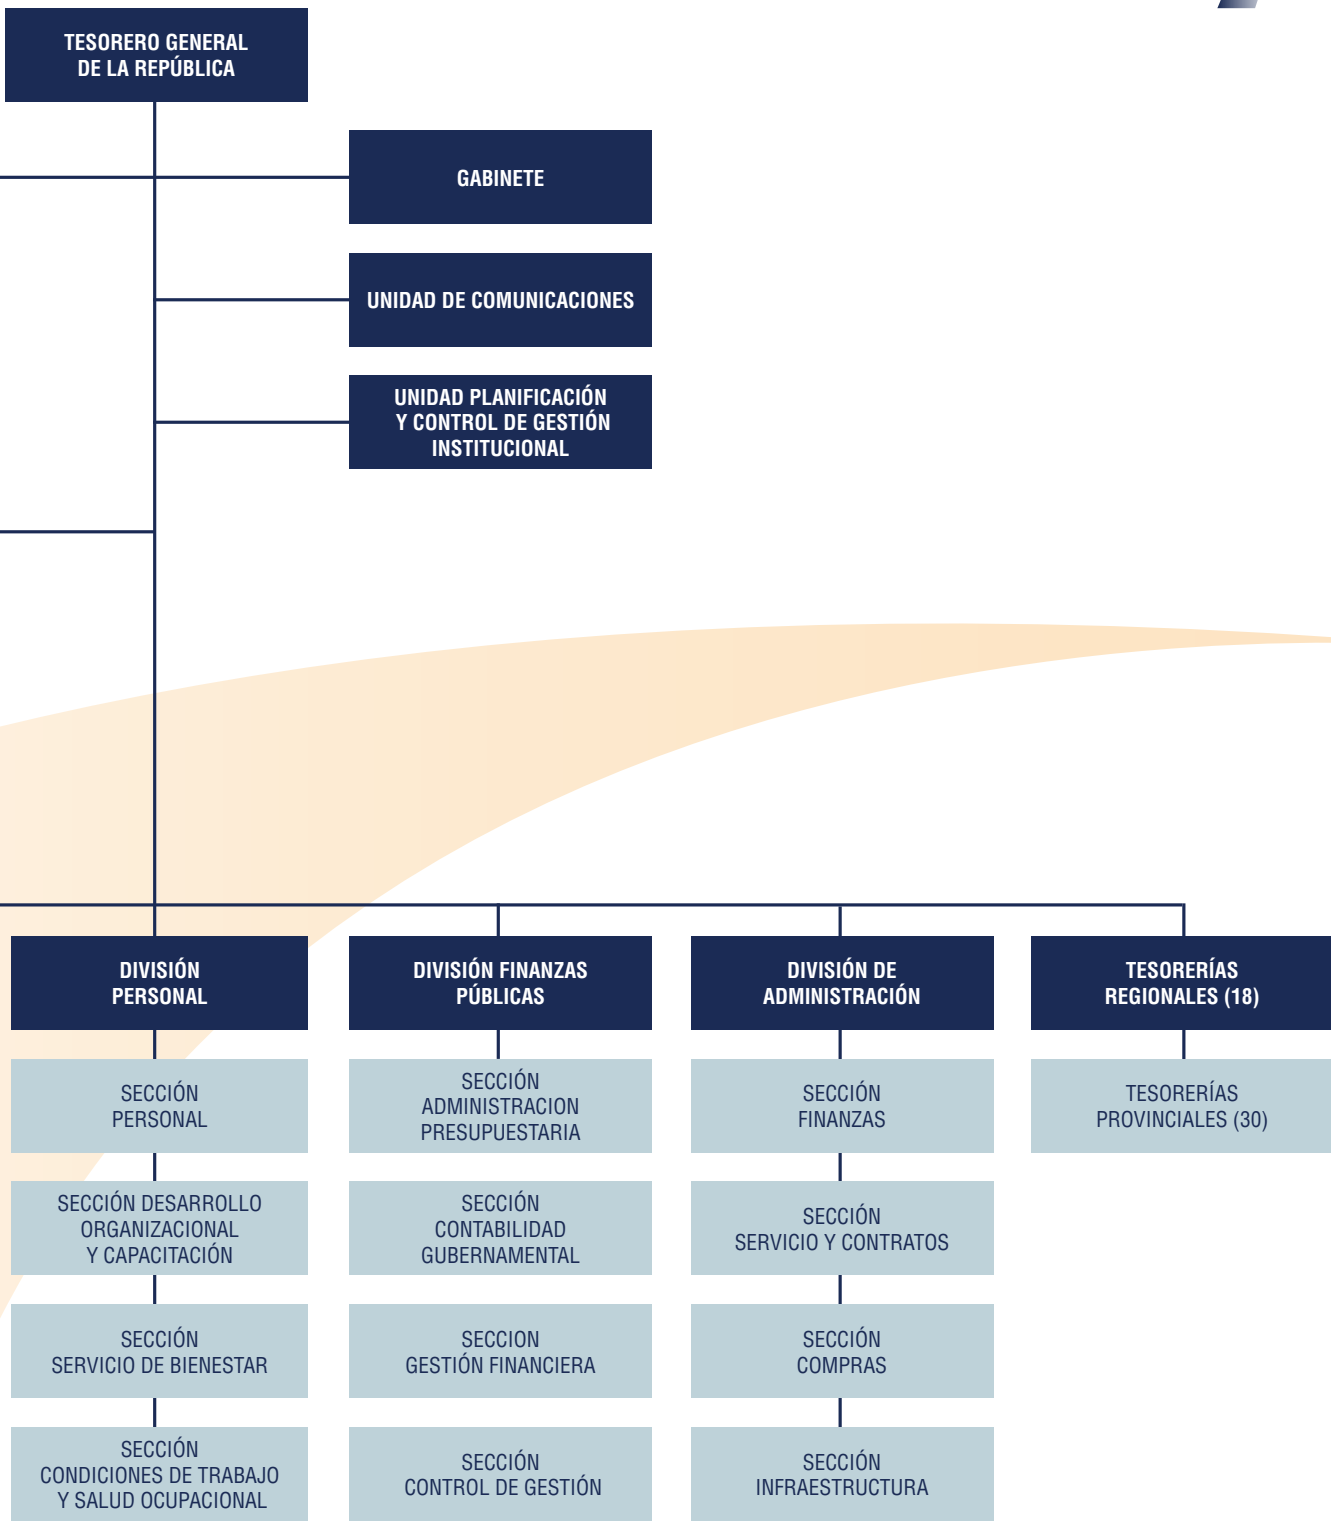 TESORERO GENERAL
DE LA REPÚBLICA
GABINETE
UNIDAD DE COMUNICACIONES
UNIDAD PLANIFICACIÓN
Y CONTROL DE GESTIÓN
INSTITUCIONAL
DIVISIÓN
PERSONAL
SECCIÓN
PERSONAL
SECCIÓN DESARROLLO
ORGANIZACIONAL
Y CAPACITACIÓN
SECCIÓN
SERVICIO DE BIENESTAR
SECCIÓN
CONDICIONES DE TRABAJO
Y SALUD OCUPACIONAL
DIVISIÓN FINANZAS
PÚBLICAS
SECCIÓN
ADMINISTRACION
PRESUPUESTARIA
SECCIÓN
CONTABILIDAD
GUBERNAMENTAL
SECCION
GESTIÓN FINANCIERA
SECCIÓN
CONTROL DE GESTIÓN
DIVISIÓN DE
ADMINISTRACIÓN
SECCIÓN
FINANZAS
SECCIÓN
SERVICIO Y CONTRATOS
SECCIÓN
COMPRAS
SECCIÓN
INFRAESTRUCTURA
TESORERÍAS
REGIONALES (18)
TESORERÍAS
PROVINCIALES (30)